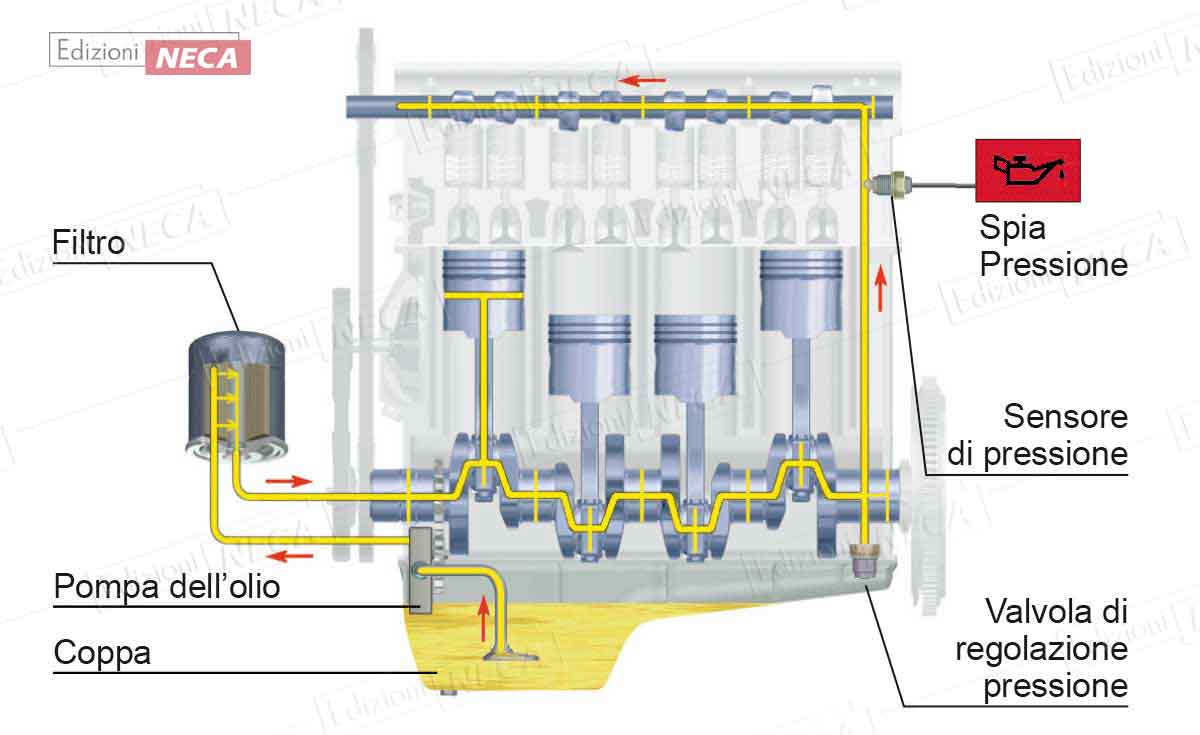 Edizioni NECA
Filtro
Spia
Pressione
Sensore
di pressione
Pompa dell’olio
Coppa
Valvola di
regolazione
pressione